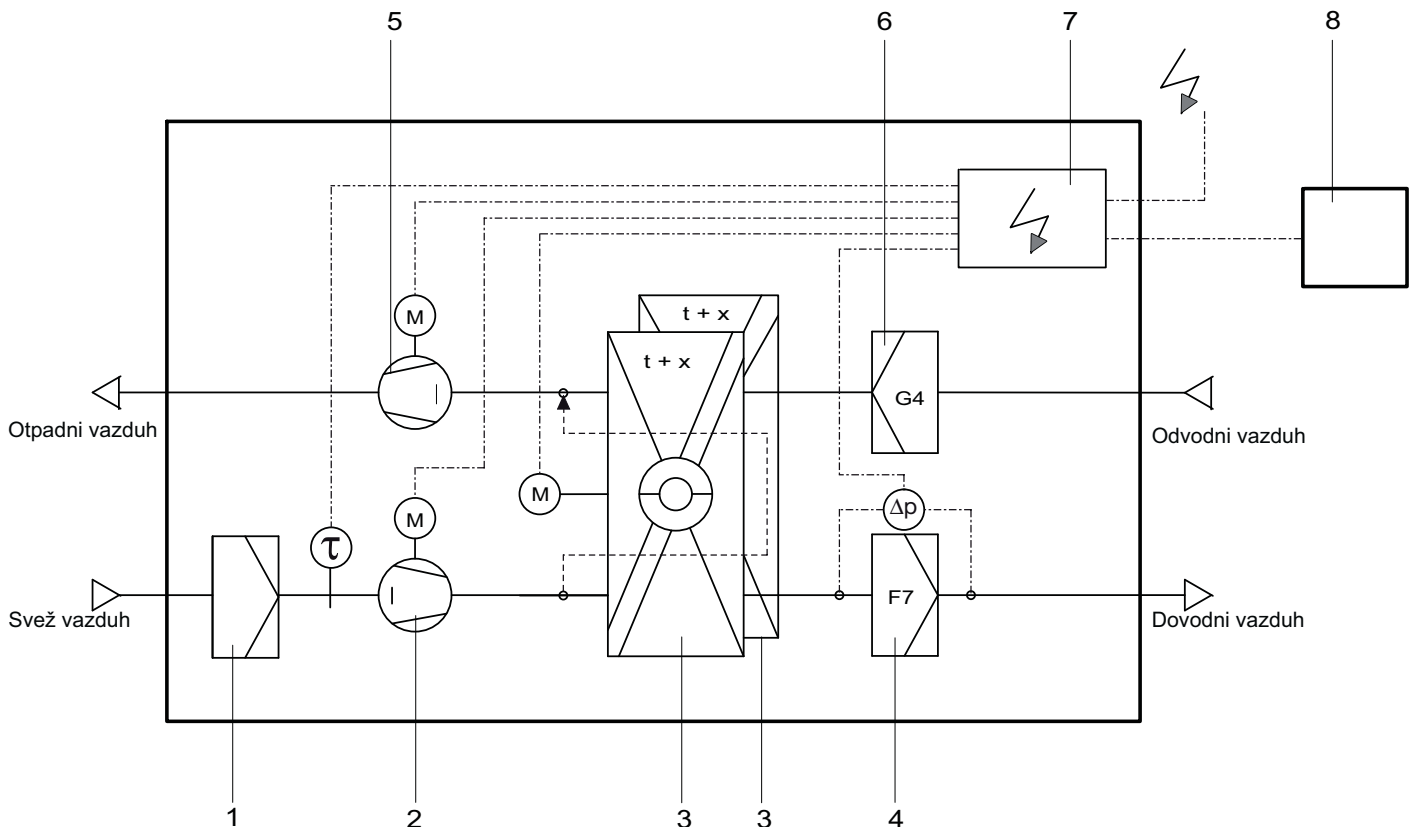 5
6
7
8
M
t + x
t + x
G4
Otpadni vazduh
Odvodni vazduh
M
M
Δp
τ
F7
Svež vazduh
Dovodni vazduh
1
2
3
3
4